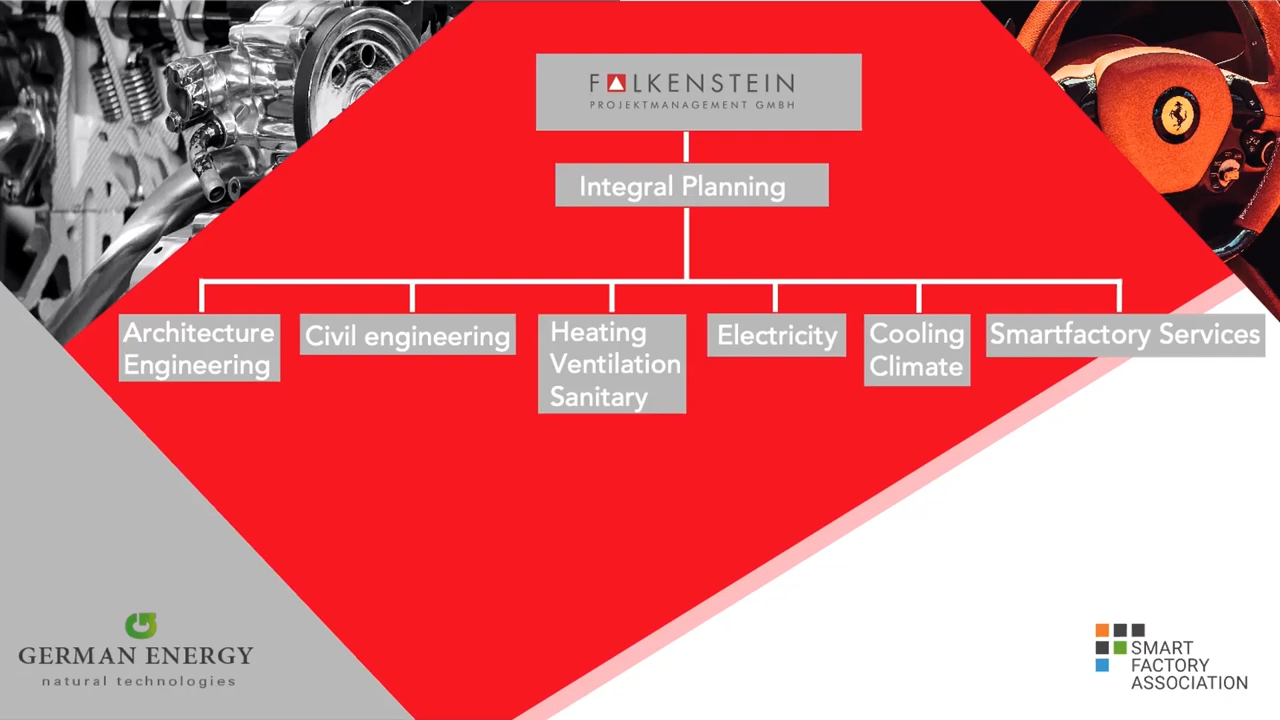 FALKENSTEIN
PROJEKTMANAGEMENT GMBH
Integral Planning
Architecture
Engineering
Civil engineering
Heating
Ventilation
Sanitary
Electricity
Cooling
Climate
Smartfactory Services
GERMAN ENERGY
natural technologies
SMART
FACTORY
ASSOCIATION